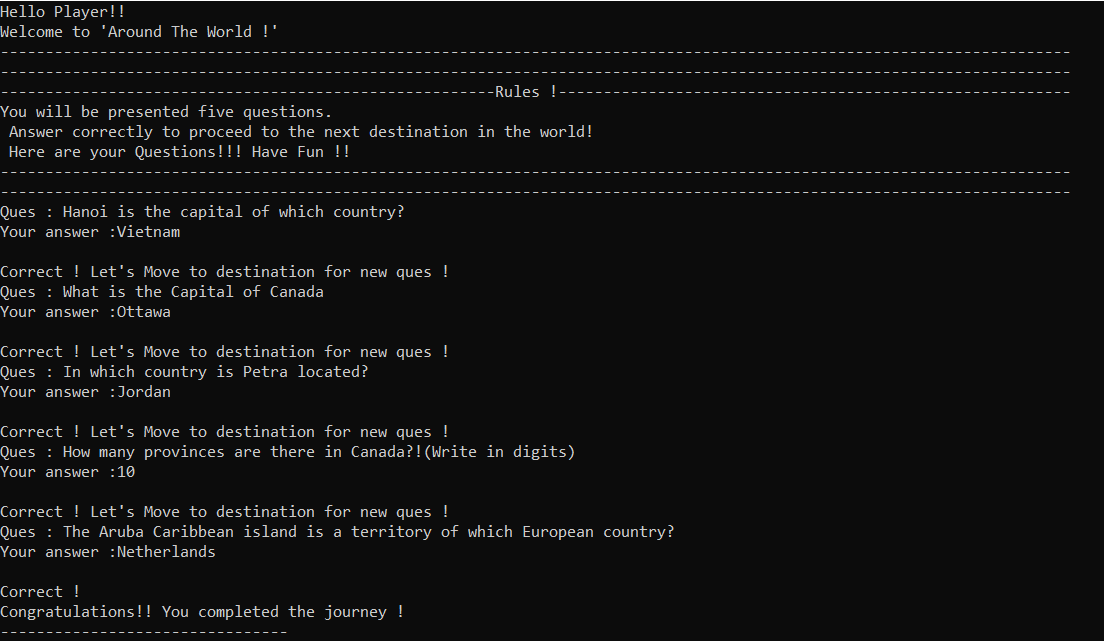 Hello Player!!
Welcome to 'Around The World !'
-----------------------------------------------------------------------------------------------------------------------
-----------------------------------------------------------------------------------------------------------------------
-------------------------------------------------------Rules !---------------------------------------------------------
You will be presented five questions.
 Answer correctly to proceed to the next destination in the world!
 Here are your Questions!!! Have Fun !!
-----------------------------------------------------------------------------------------------------------------------
-----------------------------------------------------------------------------------------------------------------------
Ques : Hanoi is the capital of which country?
Your answer :Vietnam
Correct ! Let's Move to destination for new ques !
Ques : What is the Capital of Canada
Your answer :Ottawa
Correct ! Let's Move to destination for new ques !
Ques : In which country is Petra located?
Your answer :Jordan
Correct ! Let's Move to destination for new ques !
Ques : How many provinces are there in Canada?!(Write in digits)
Your answer :10
Correct ! Let's Move to destination for new ques !
Ques : The Aruba Caribbean island is a territory of which European country?
Your answer :Netherlands
Correct !
Congratulations!! You completed the journey !
--------------------------------